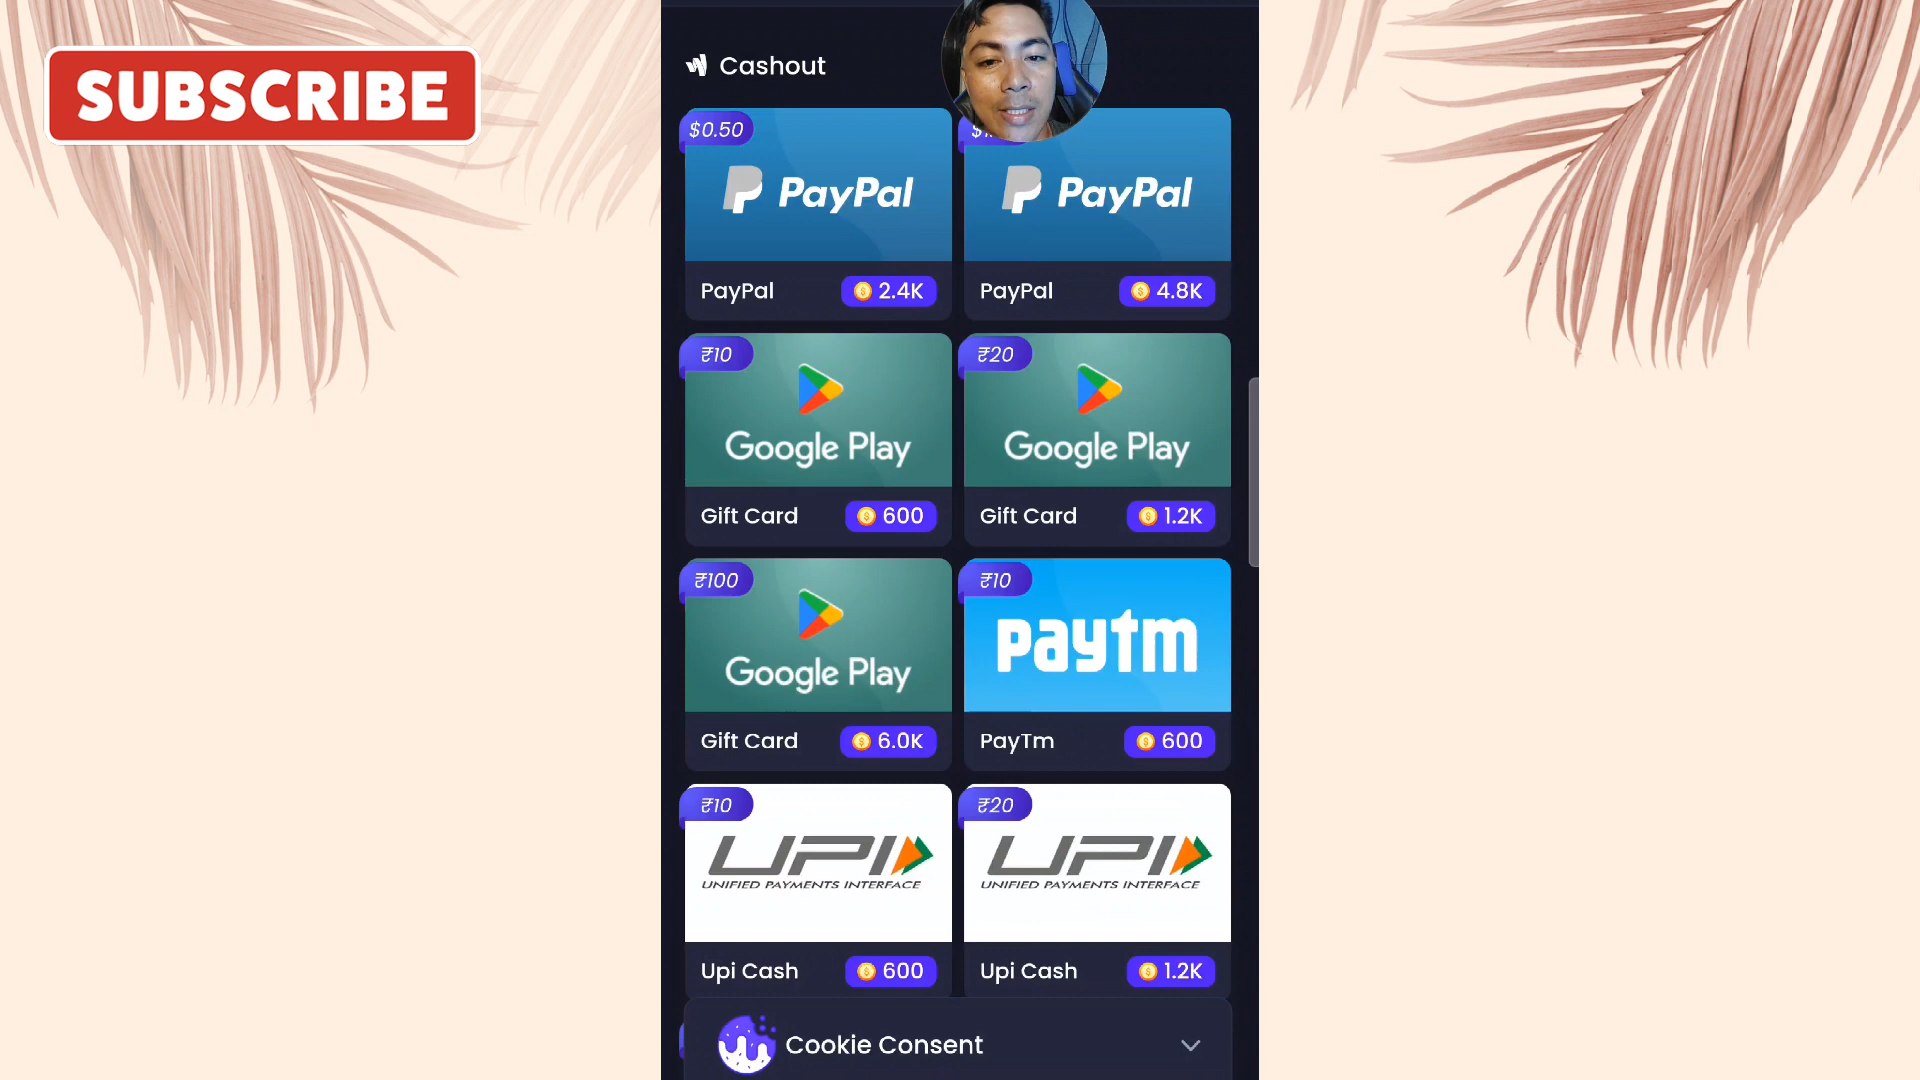 SUBSCRIBE
Cashout
$0.50
PayPal
PayPal
PayPal 2.4K
PayPal 4.8K
₹10
₹20
Google Play
Google Play
Gift Card 600
Gift Card 1.2K
₹100
₹10
Google Play
paytm
Gift Card 6.0K
PayTm 600
₹10
₹20
UPI
UPI
UNIFIED PAYMENTS INTERFACE
UNIFIED PAYMENTS INTERFACE
Upi Cash 600
Upi Cash 1.2K
Cookie Consent